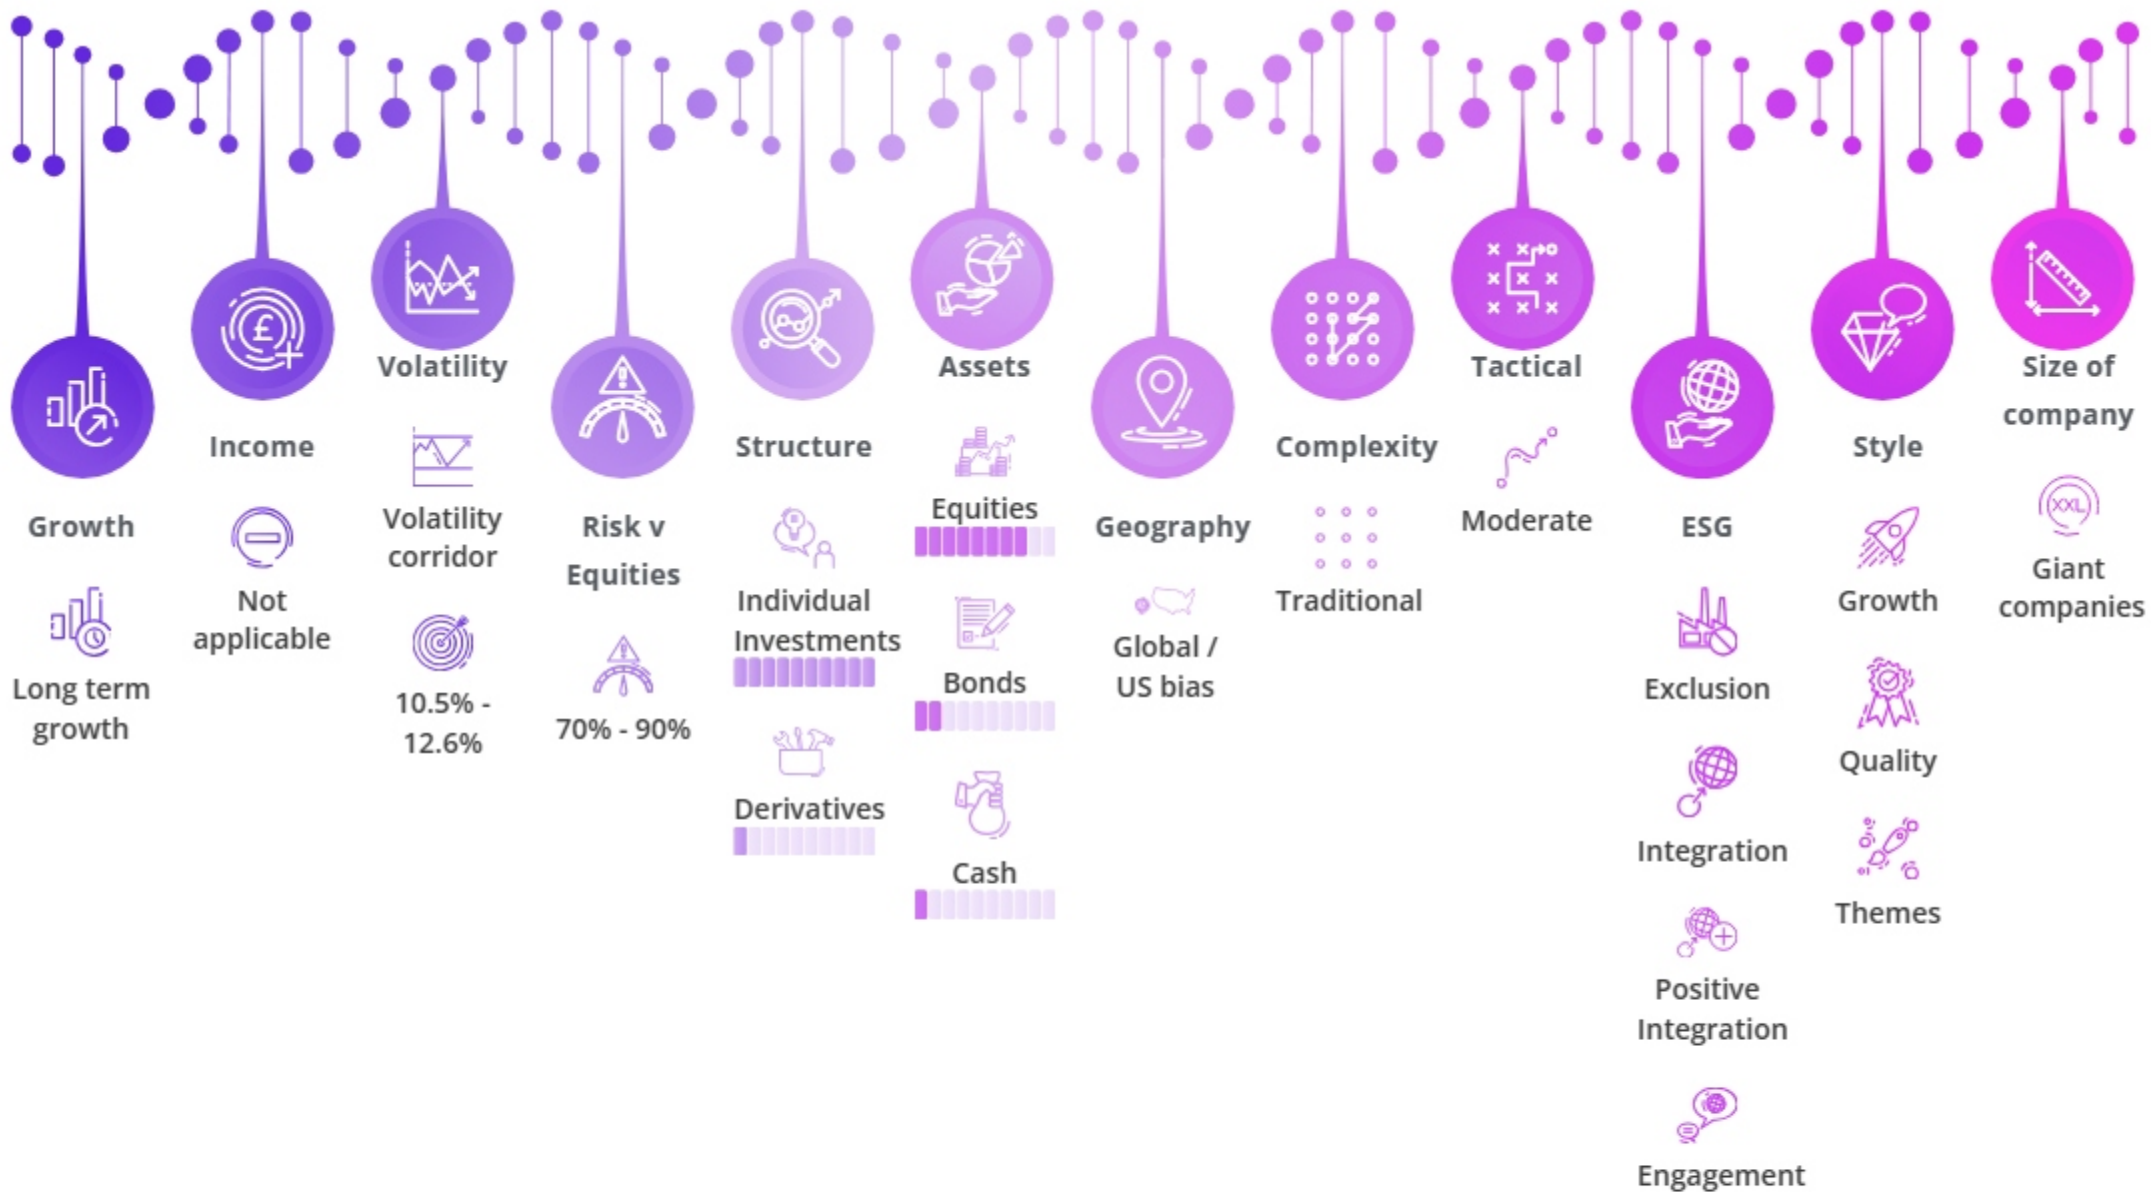 Growth
Long term
growth
Income
Not
applicable
Volatility
Volatility
corridor
10.5% -
12.6%
Risk v
Equities
70% - 90%
Structure
Individual
Investments
Derivatives
Assets
Equities
Bonds
Cash
Geography
Global /
US bias
Complexity
Traditional
Tactical
Moderate
ESG
Exclusion
Integration
Positive
Integration
Engagement
Style
Growth
Quality
Themes
Size of
company
XXL
Giant
companies
£